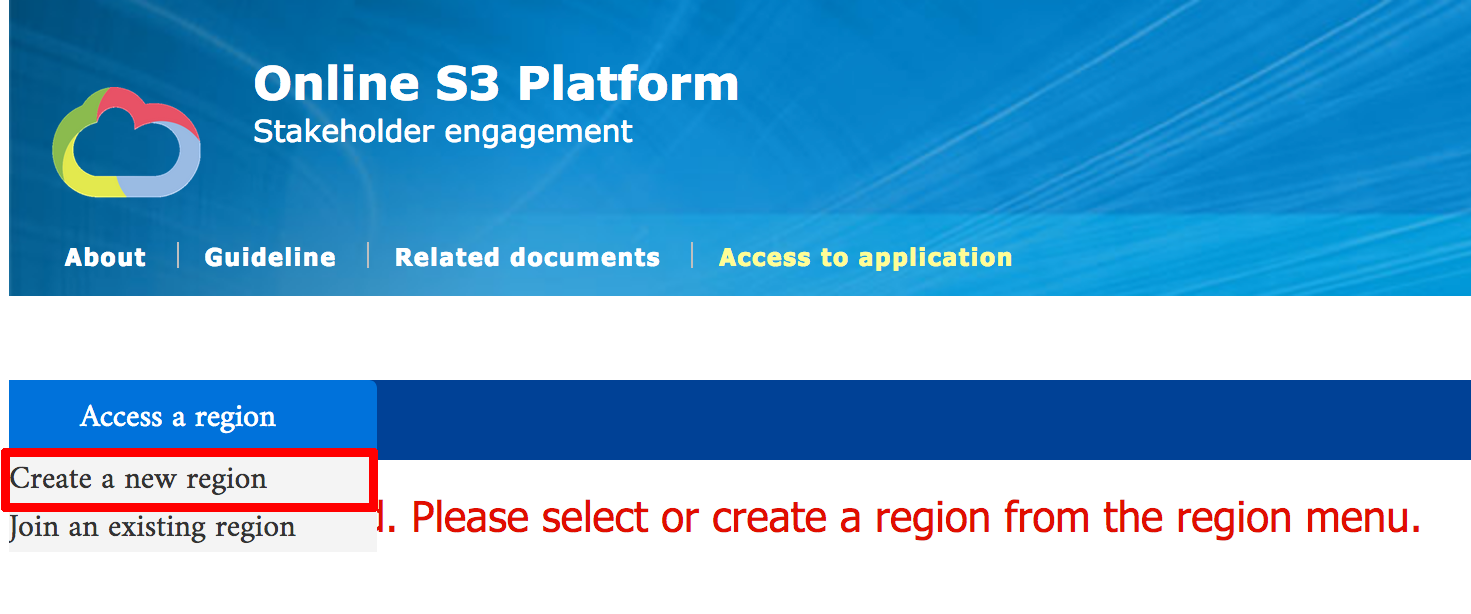 Online S3 Platform
Stakeholder engagement
About
Guideline
Related documents
Access to application
Access a region
Create a new region
Join an existing region
. Please select or create a region from the region menu.